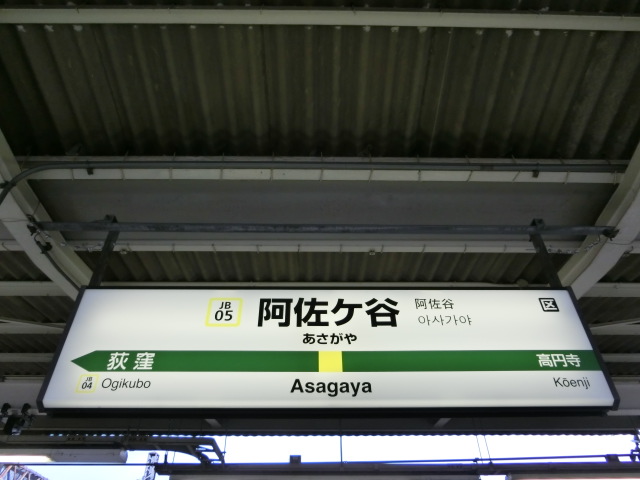 JB
05
阿佐ケ谷
阿佐谷
아사가야
区
あさがや
荻窪
高円寺
JB
04
Ogikubo
Asagaya
Kōenji